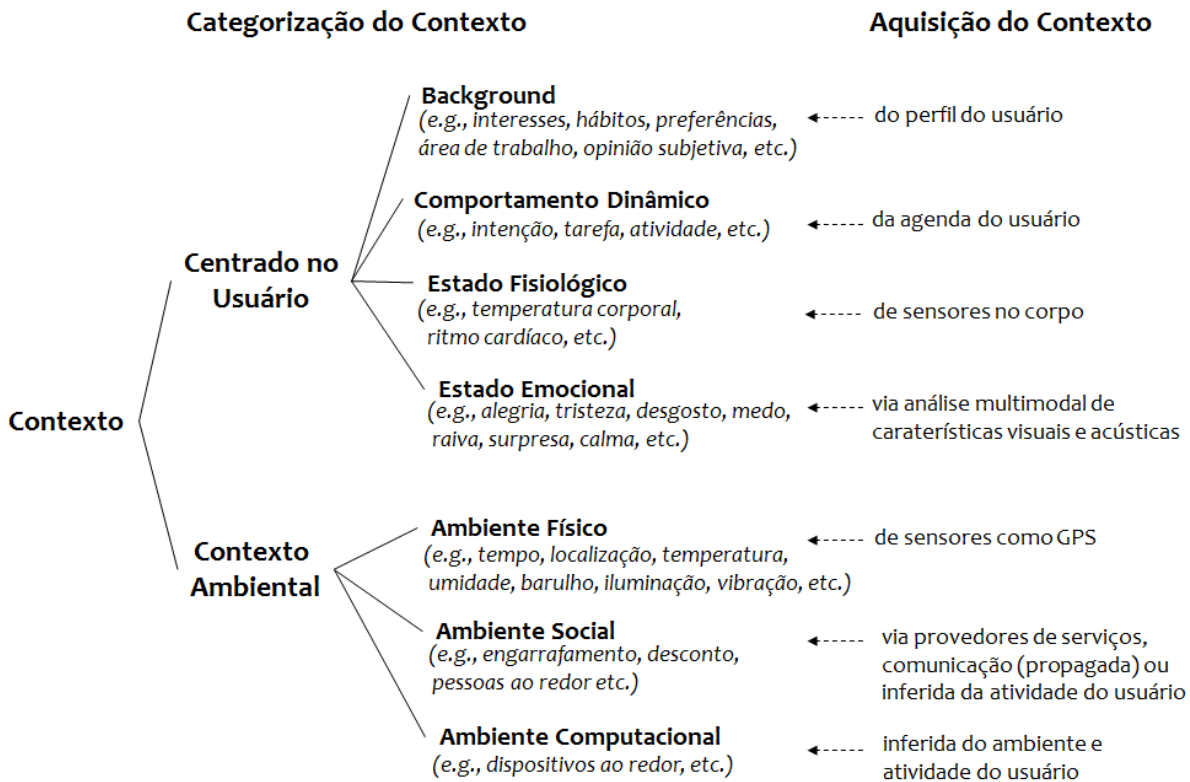 Categorização do Contexto
Aquisição do Contexto
Background
(e.g., interesses, hábitos, preferências,
área de trabalho, opinião subjetiva, etc.)
do perfil do usuário
Comportamento Dinâmico
(e.g., intenção, tarefa, atividade, etc.)
da agenda do usuário
Centrado no
Usuário
Estado Fisiológico
(e.g., temperatura corporal,
ritmo cardíaco, etc.)
de sensores no corpo
Estado Emocional
(e.g., alegria, tristeza, desgosto, medo,
raiva, surpresa, calma, etc.)
via análise multimodal de
caraterísticas visuais e acústicas
Contexto
Contexto
Ambiental
Ambiente Físico
(e.g., tempo, localização, temperatura,
umidade, barulho, iluminação, vibração, etc.)
de sensores como GPS
Ambiente Social
(e.g., engarrafamento, desconto,
pessoas ao redor etc.)
via provedores de serviços,
comunicação (propagada) ou
inferida da atividade do usuário
Ambiente Computacional
(e.g., dispositivos ao redor, etc.)
inferida do ambiente e
atividade do usuário